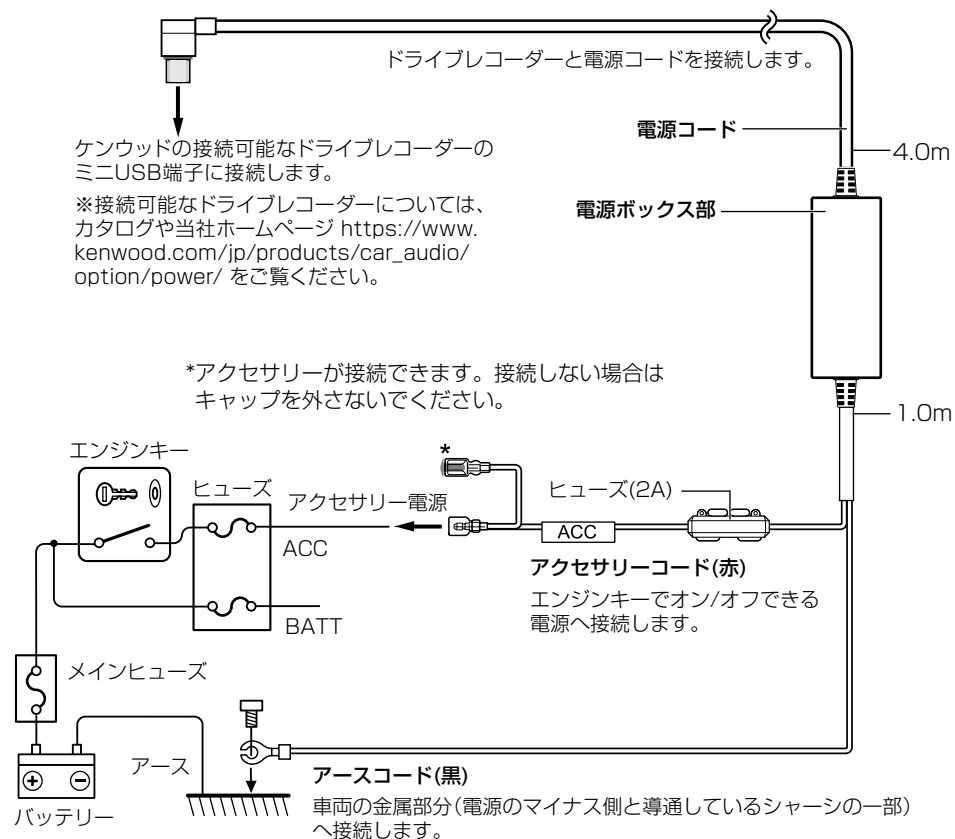 ドライブレコーダーと電源コードを接続します。
電源コード
4.0m
ケンウッドの接続可能なドライブレコーダーの
ミニUSB端子に接続します。
※接続可能なドライブレコーダーについては、
カタログや当社ホームページ https://www.
kenwood.com/jp/products/car_audio/
option/power/ をご覧ください。
電源ボックス部
*アクセサリーが接続できます。接続しない場合は
キャップを外さないでください。
1.0m
エンジンキー
ヒューズ
アクセサリー電源
*
ヒューズ(2A)
ACC
ACC
アクセサリーコード(赤)
エンジンキーでオン/オフできる
電源へ接続します。
BATT
メインヒューズ
アース
バッテリー
+
−
アースコード(黒)
車両の金属部分(電源のマイナス側と導通しているシャーシの一部)
へ接続します。